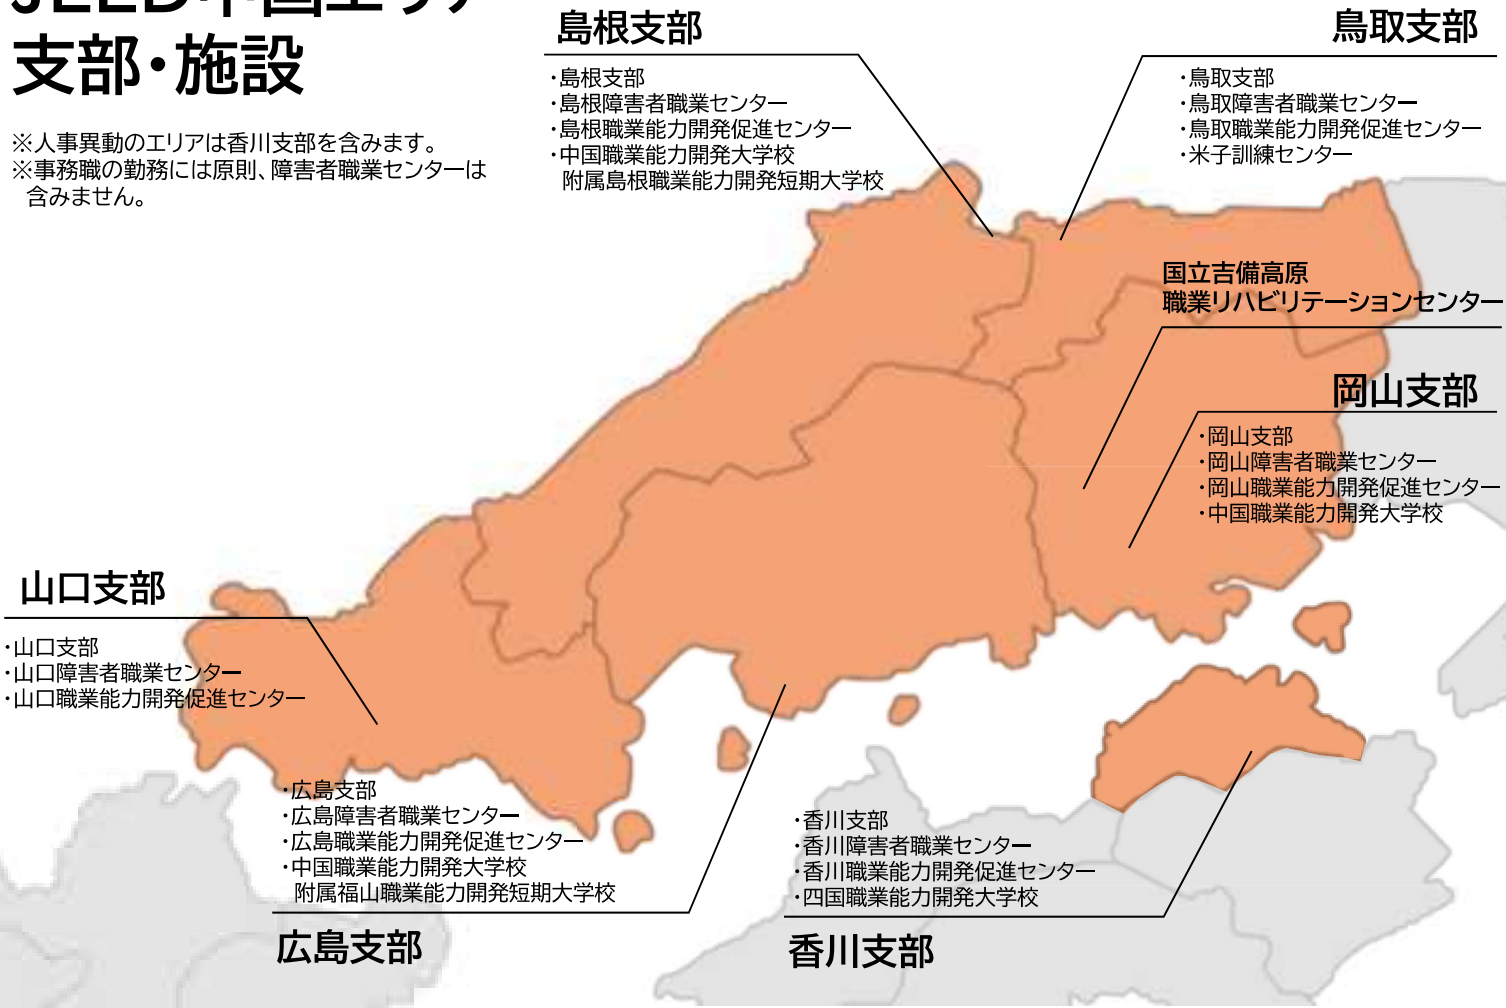 JEED中国エリア
支部・施設
※人事異動のエリアは香川支部を含みます。
※事務職の勤務には原則、障害者職業センターは
含みません。
島根支部
・島根支部
・島根障害者職業センター
・島根職業能力開発促進センター
・中国職業能力開発大学校
附属島根職業能力開発短期大学校
鳥取支部
・鳥取支部
・鳥取障害者職業センター
・鳥取職業能力開発促進センター
・米子訓練センター
国立吉備高原
職業リハビリテーションセンター
岡山支部
・岡山支部
・岡山障害者職業センター
・岡山職業能力開発促進センター
・中国職業能力開発大学校
山口支部
・山口支部
・山口障害者職業センター
・山口職業能力開発促進センター
・広島支部
・広島障害者職業センター
・広島職業能力開発促進センター
・中国職業能力開発大学校
附属福山職業能力開発短期大学校
広島支部
・香川支部
・香川障害者職業センター
・香川職業能力開発促進センター
・四国職業能力開発大学校
香川支部